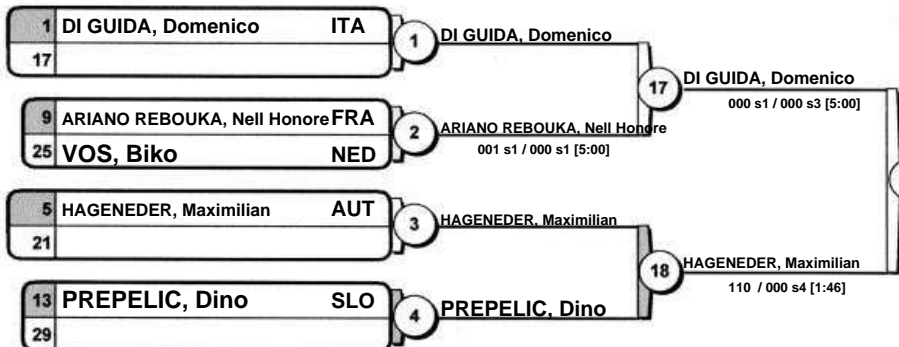 1 DI GUIDA, Domenico ITA
17
1
DI GUIDA, Domenico
17
DI GUIDA, Domenico
000 s1 / 000 s3 [5:00]
9 ARIANO REBOUKA, Nell Honore FRA
25 VOS, Biko NED
2
ARIANO REBOUKA, Nell Honore
001 s1 / 000 s1 [5:00]
5 HAGENEDER, Maximilian AUT
21
3
HAGENEDER, Maximilian
18
HAGENEDER, Maximilian
110 / 000 s4 [1:46]
13 PREPELIC, Dino SLO
29
4
PREPELIC, Dino